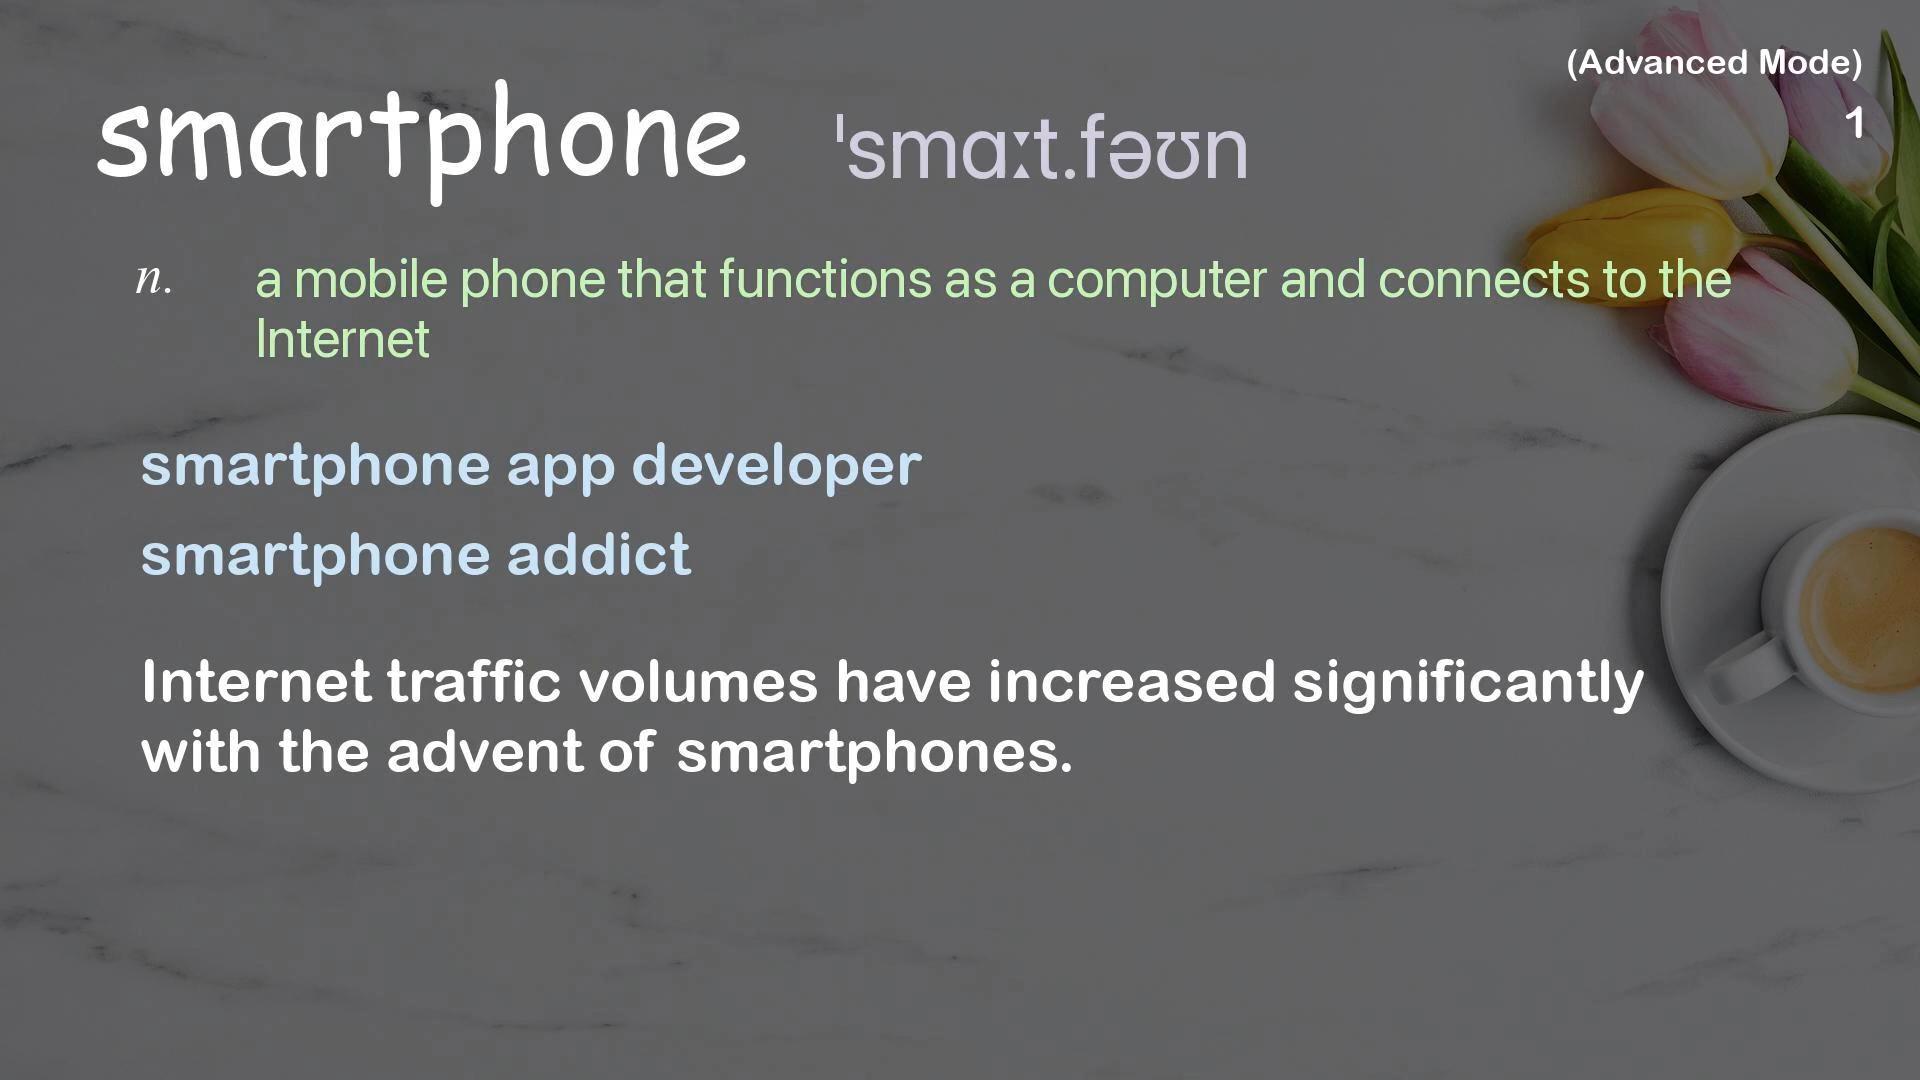 (Advanced Mode)
1
smartphone ˈsmɑːt.fəʊn
n. a mobile phone that functions as a computer and connects to the
Internet
smartphone app developer
smartphone addict
Internet traffic volumes have increased significantly
with the advent of smartphones.